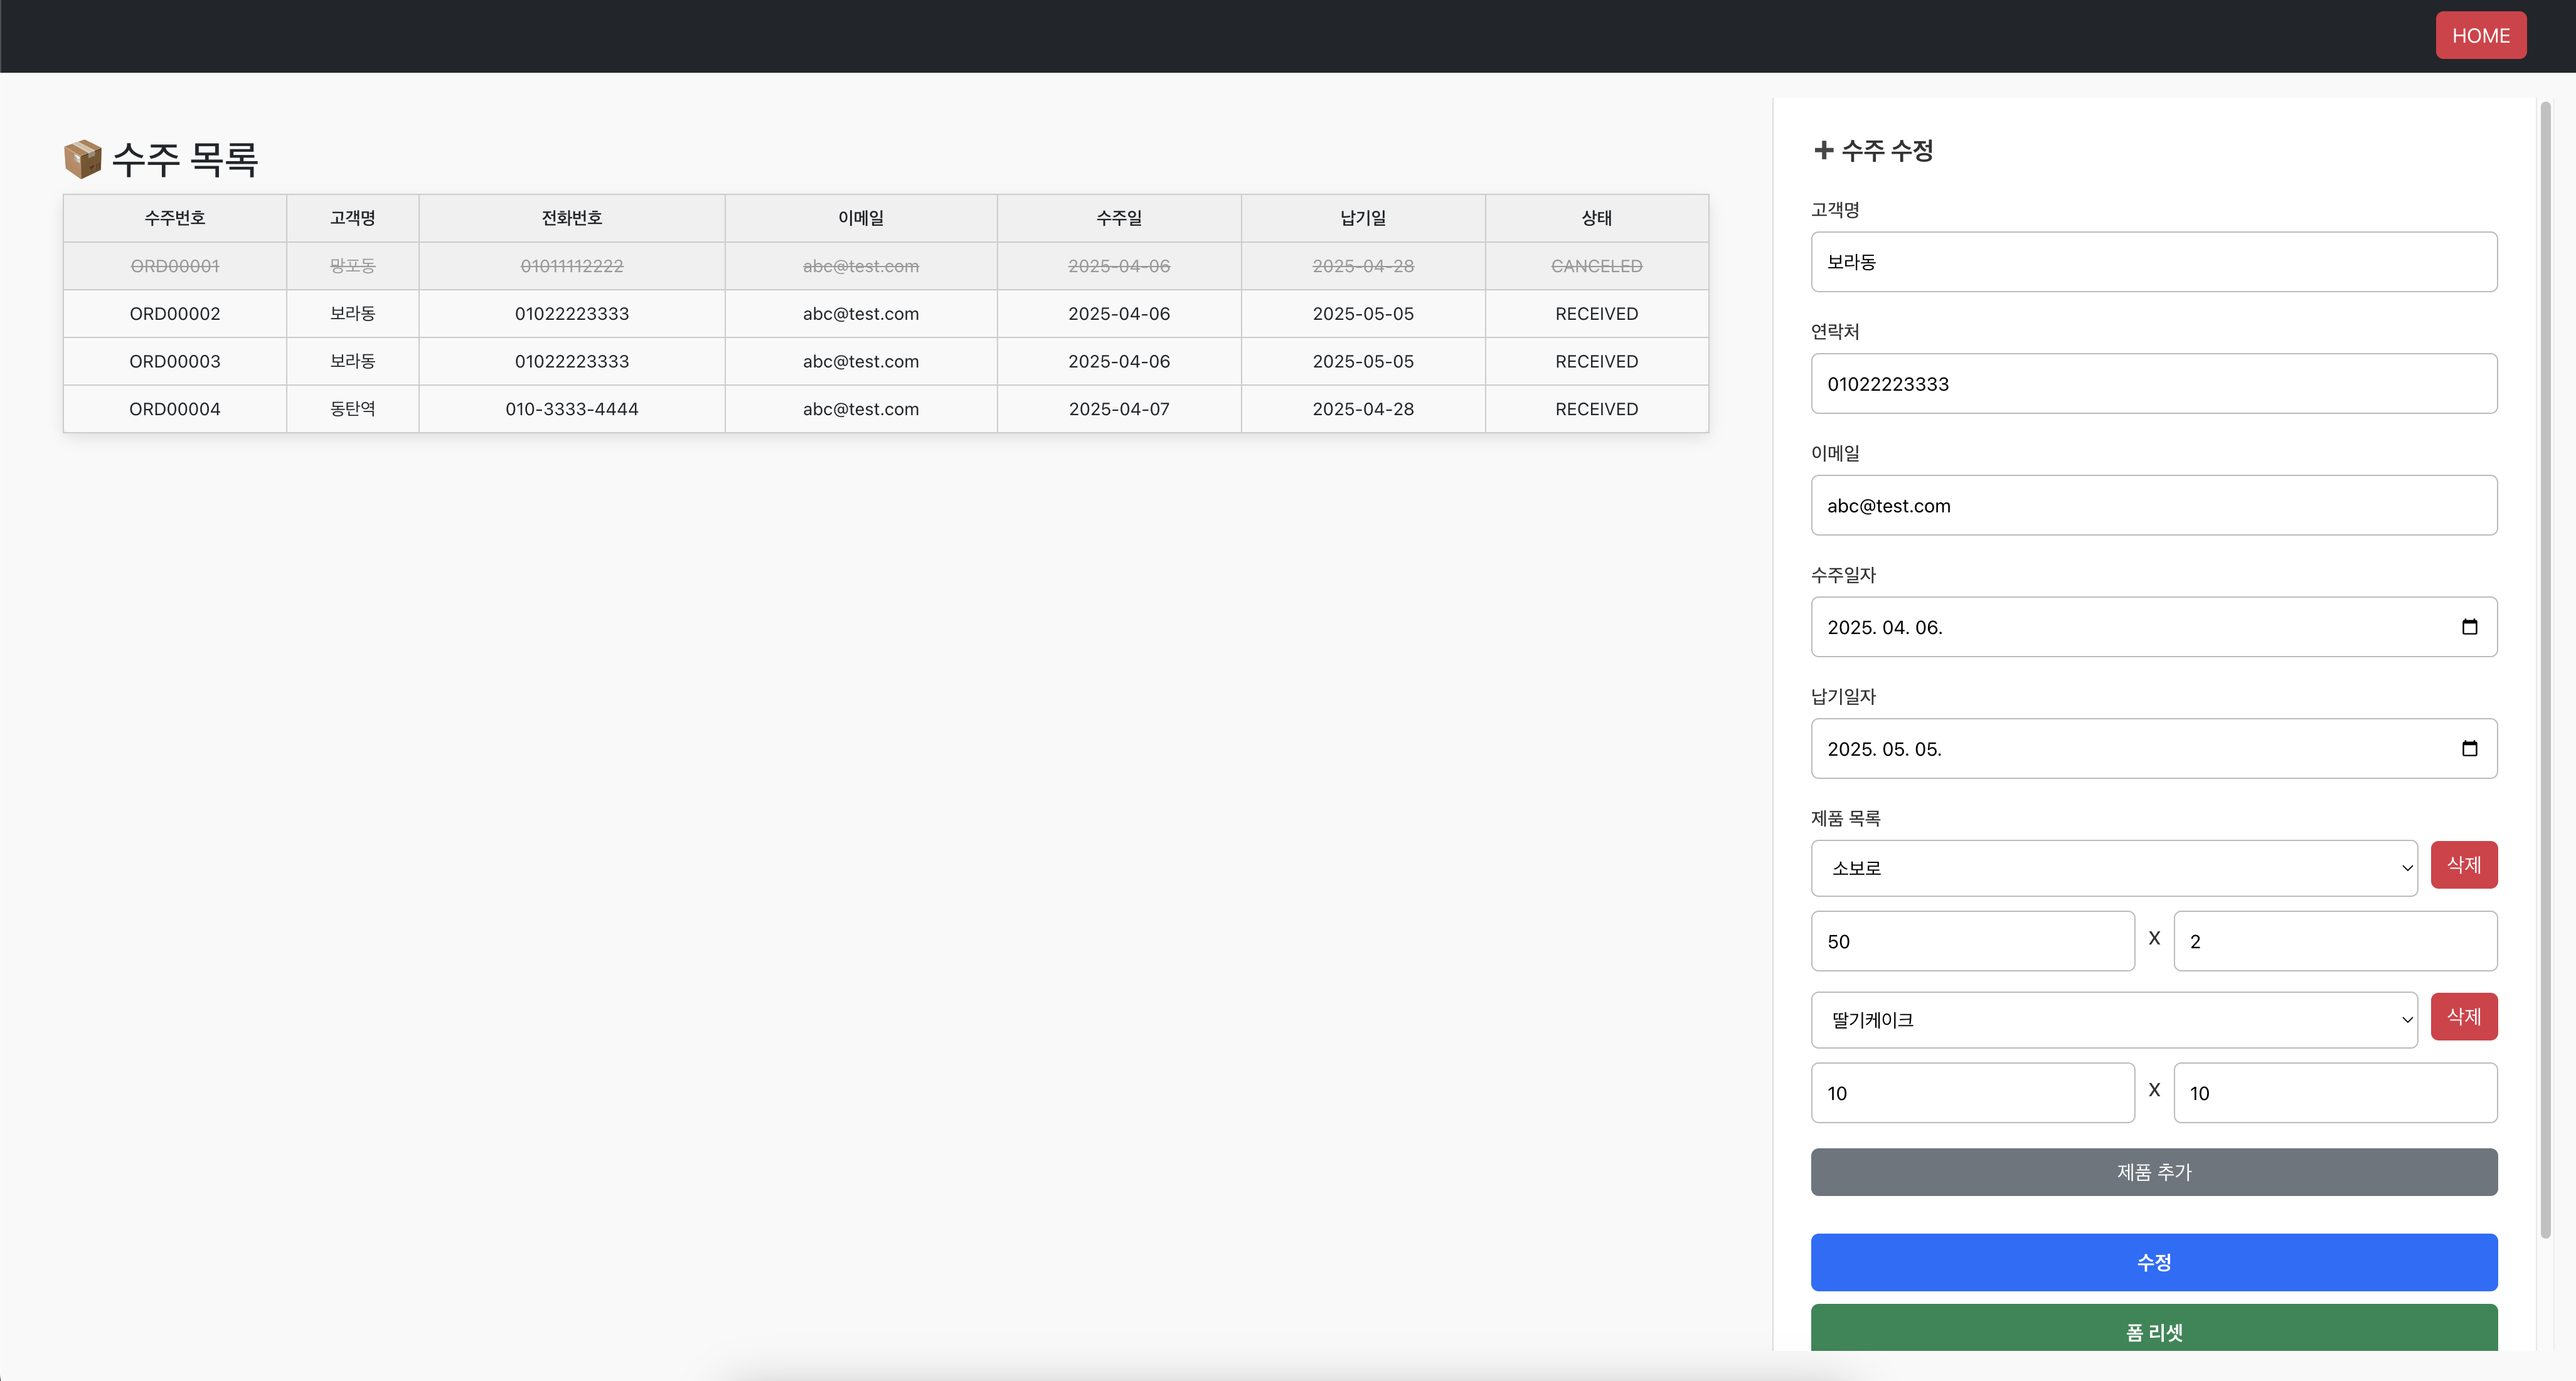 HOME
📦 수주 목록
수주번호 고객명 전화번호 이메일 수주일 납기일 상태
ORD00001 망포동 01011112222 abc@test.com 2025-04-06 2025-04-28 CANCELED
ORD00002 보라동 01022223333 abc@test.com 2025-04-06 2025-05-05 RECEIVED
ORD00003 보라동 01022223333 abc@test.com 2025-04-06 2025-05-05 RECEIVED
ORD00004 동탄역 010-3333-4444 abc@test.com 2025-04-07 2025-04-28 RECEIVED
➕ 수주 수정
고객명
보라동
연락처
01022223333
이메일
abc@test.com
수주일자
2025. 04. 06.
납기일자
2025. 05. 05.
제품 목록
소보로 삭제
50 X 2
딸기케이크 삭제
10 X 10
제품 추가
수정
폼 리셋